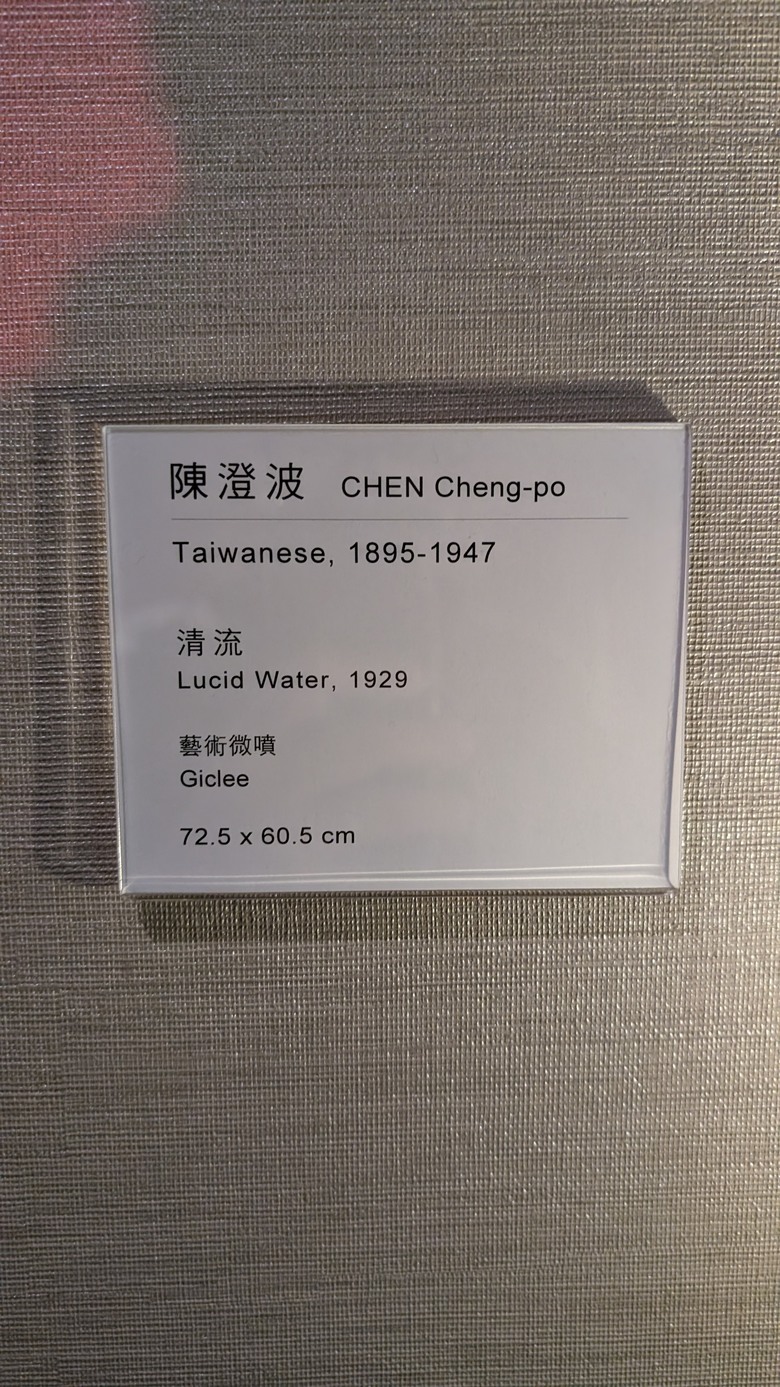 陳澄波 CHEN Cheng-po
Taiwanese, 1895-1947
清流
Lucid Water, 1929
藝術微噴
Giclee
72.5 x 60.5 cm